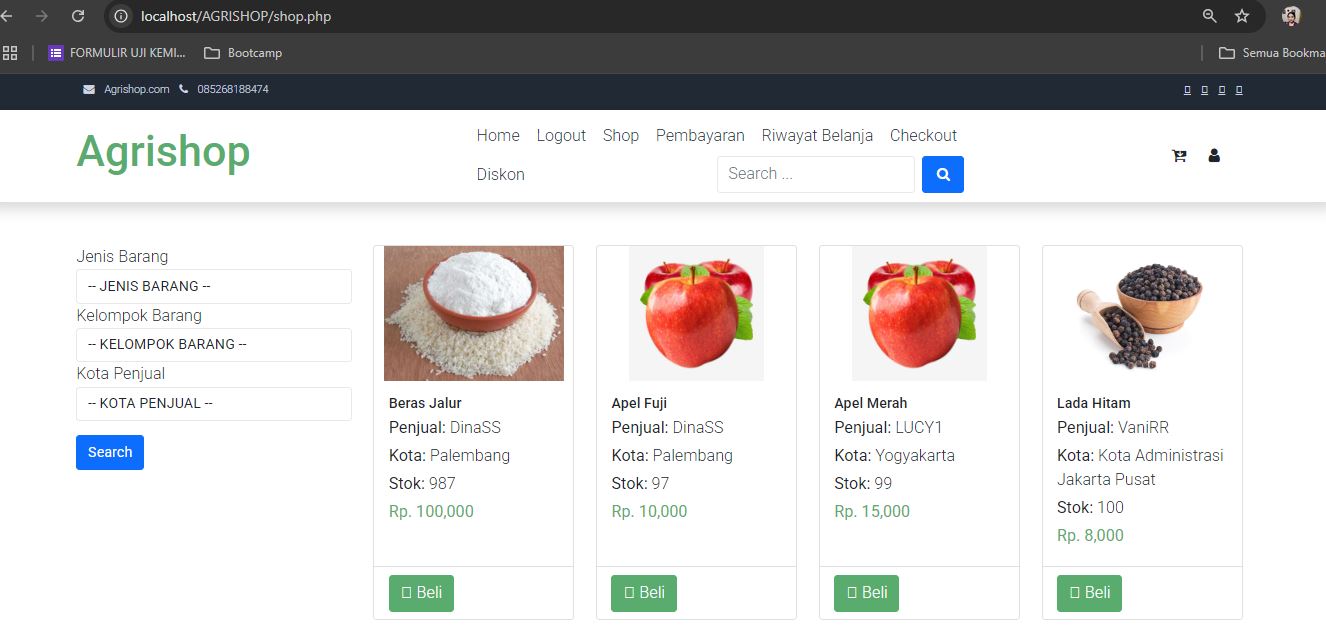 localhost/AGRISHOP/shop.php
FORMULIR UJI KEMI... Bootcamp Semua Bookma
Agrishop.com 085268188474
Agrishop
Home Logout Shop Pembayaran Riwayat Belanja Checkout
Diskon Search ...
Jenis Barang
-- JENIS BARANG --
Kelompok Barang
-- KELOMPOK BARANG --
Kota Penjual
-- KOTA PENJUAL --
Search
Beras Jalur
Penjual: DinaSS
Kota: Palembang
Stok: 987
Rp. 100,000
Beli
Apel Fuji
Penjual: DinaSS
Kota: Palembang
Stok: 97
Rp. 10,000
Beli
Apel Merah
Penjual: LUCY1
Kota: Yogyakarta
Stok: 99
Rp. 15,000
Beli
Lada Hitam
Penjual: VaniRR
Kota: Kota Administrasi
Jakarta Pusat
Stok: 100
Rp. 8,000
Beli